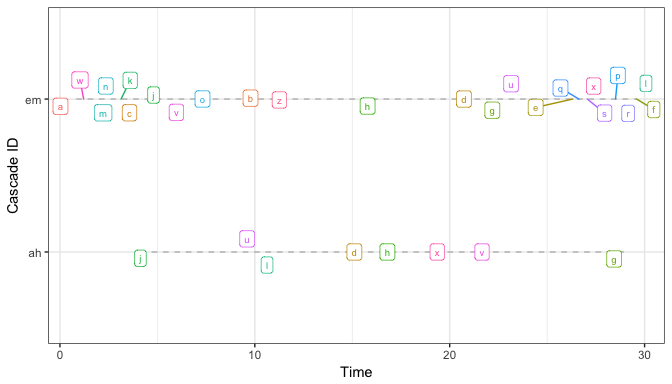 w n k j o b z h d u q x p l
em
a m c v g e s r f
u
ah
j l d h x v g
0 10 20 30
Time
Cascade ID